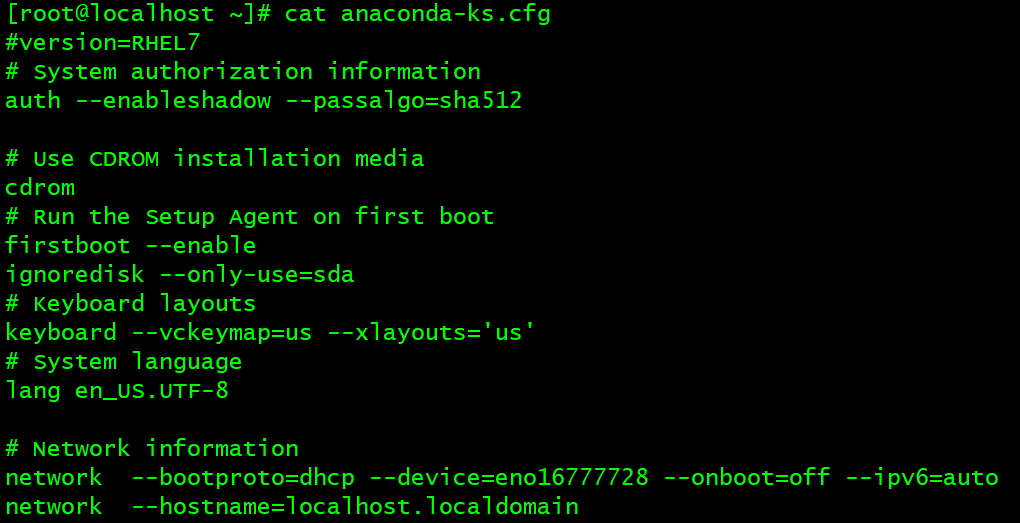 [root@localhost ~]# cat anaconda-ks.cfg
#version=RHEL7
# System authorization information
auth --enableshadow --passalgo=sha512

# Use CDROM installation media
cdrom
# Run the Setup Agent on first boot
firstboot --enable
ignoredisk --only-use=sda
# Keyboard layouts
keyboard --vckeymap=us --xlayouts='us'
# System language
lang en_US.UTF-8

# Network information
network  --bootproto=dhcp --device=eno16777728 --onboot=off --ipv6=auto
network  --hostname=localhost.localdomain